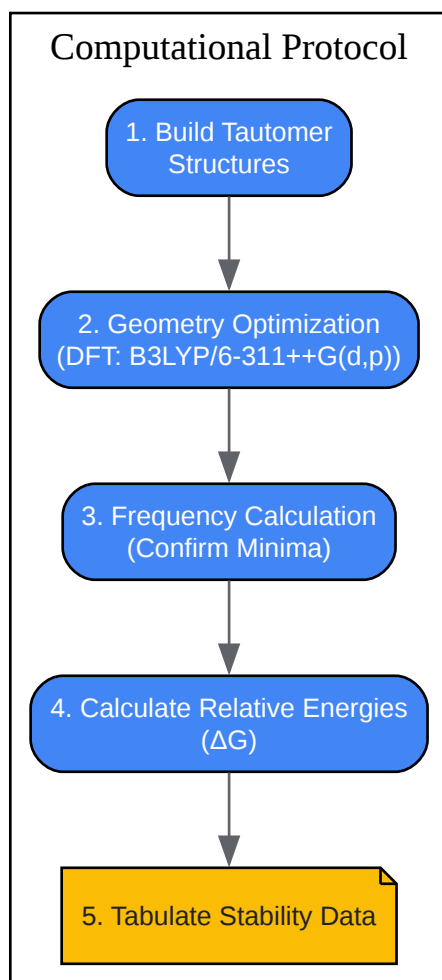 Computational Protocol
1. Build Tautomer
Structures
2. Geometry Optimization
(DFT: B3LYP/6-311++G(d,p))
3. Frequency Calculation
(Confirm Minima)
4. Calculate Relative Energies
(ΔG)
5. Tabulate Stability Data